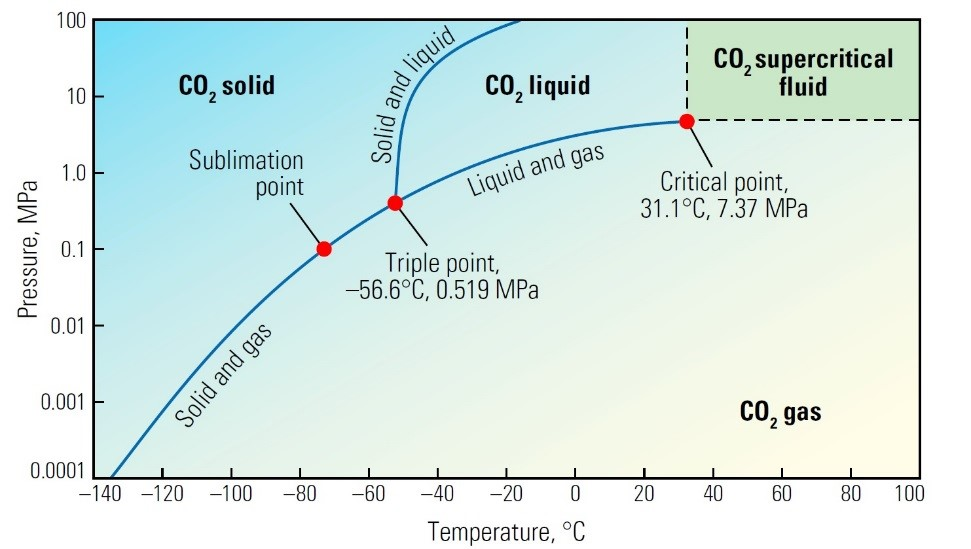 100
10
1.0
0.1
0.01
0.001
0.0001
Pressure, MPa
CO₂ solid
Solid and liquid
CO₂ liquid
CO₂ supercritical
fluid
Sublimation
point
Liquid and gas
Critical point,
31.1°C, 7.37 MPa
Triple point,
–56.6°C, 0.519 MPa
Solid and gas
CO₂ gas
–140 –120 –100 –80 –60 –40 –20 0 20 40 60 80 100
Temperature, °C